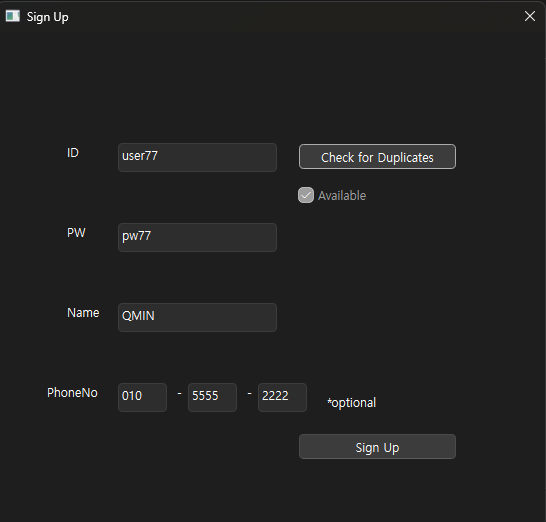 Sign Up
ID user77 Check for Duplicates
Available
PW pw77
Name QMIN
PhoneNo 010 - 5555 - 2222 *optional
Sign Up